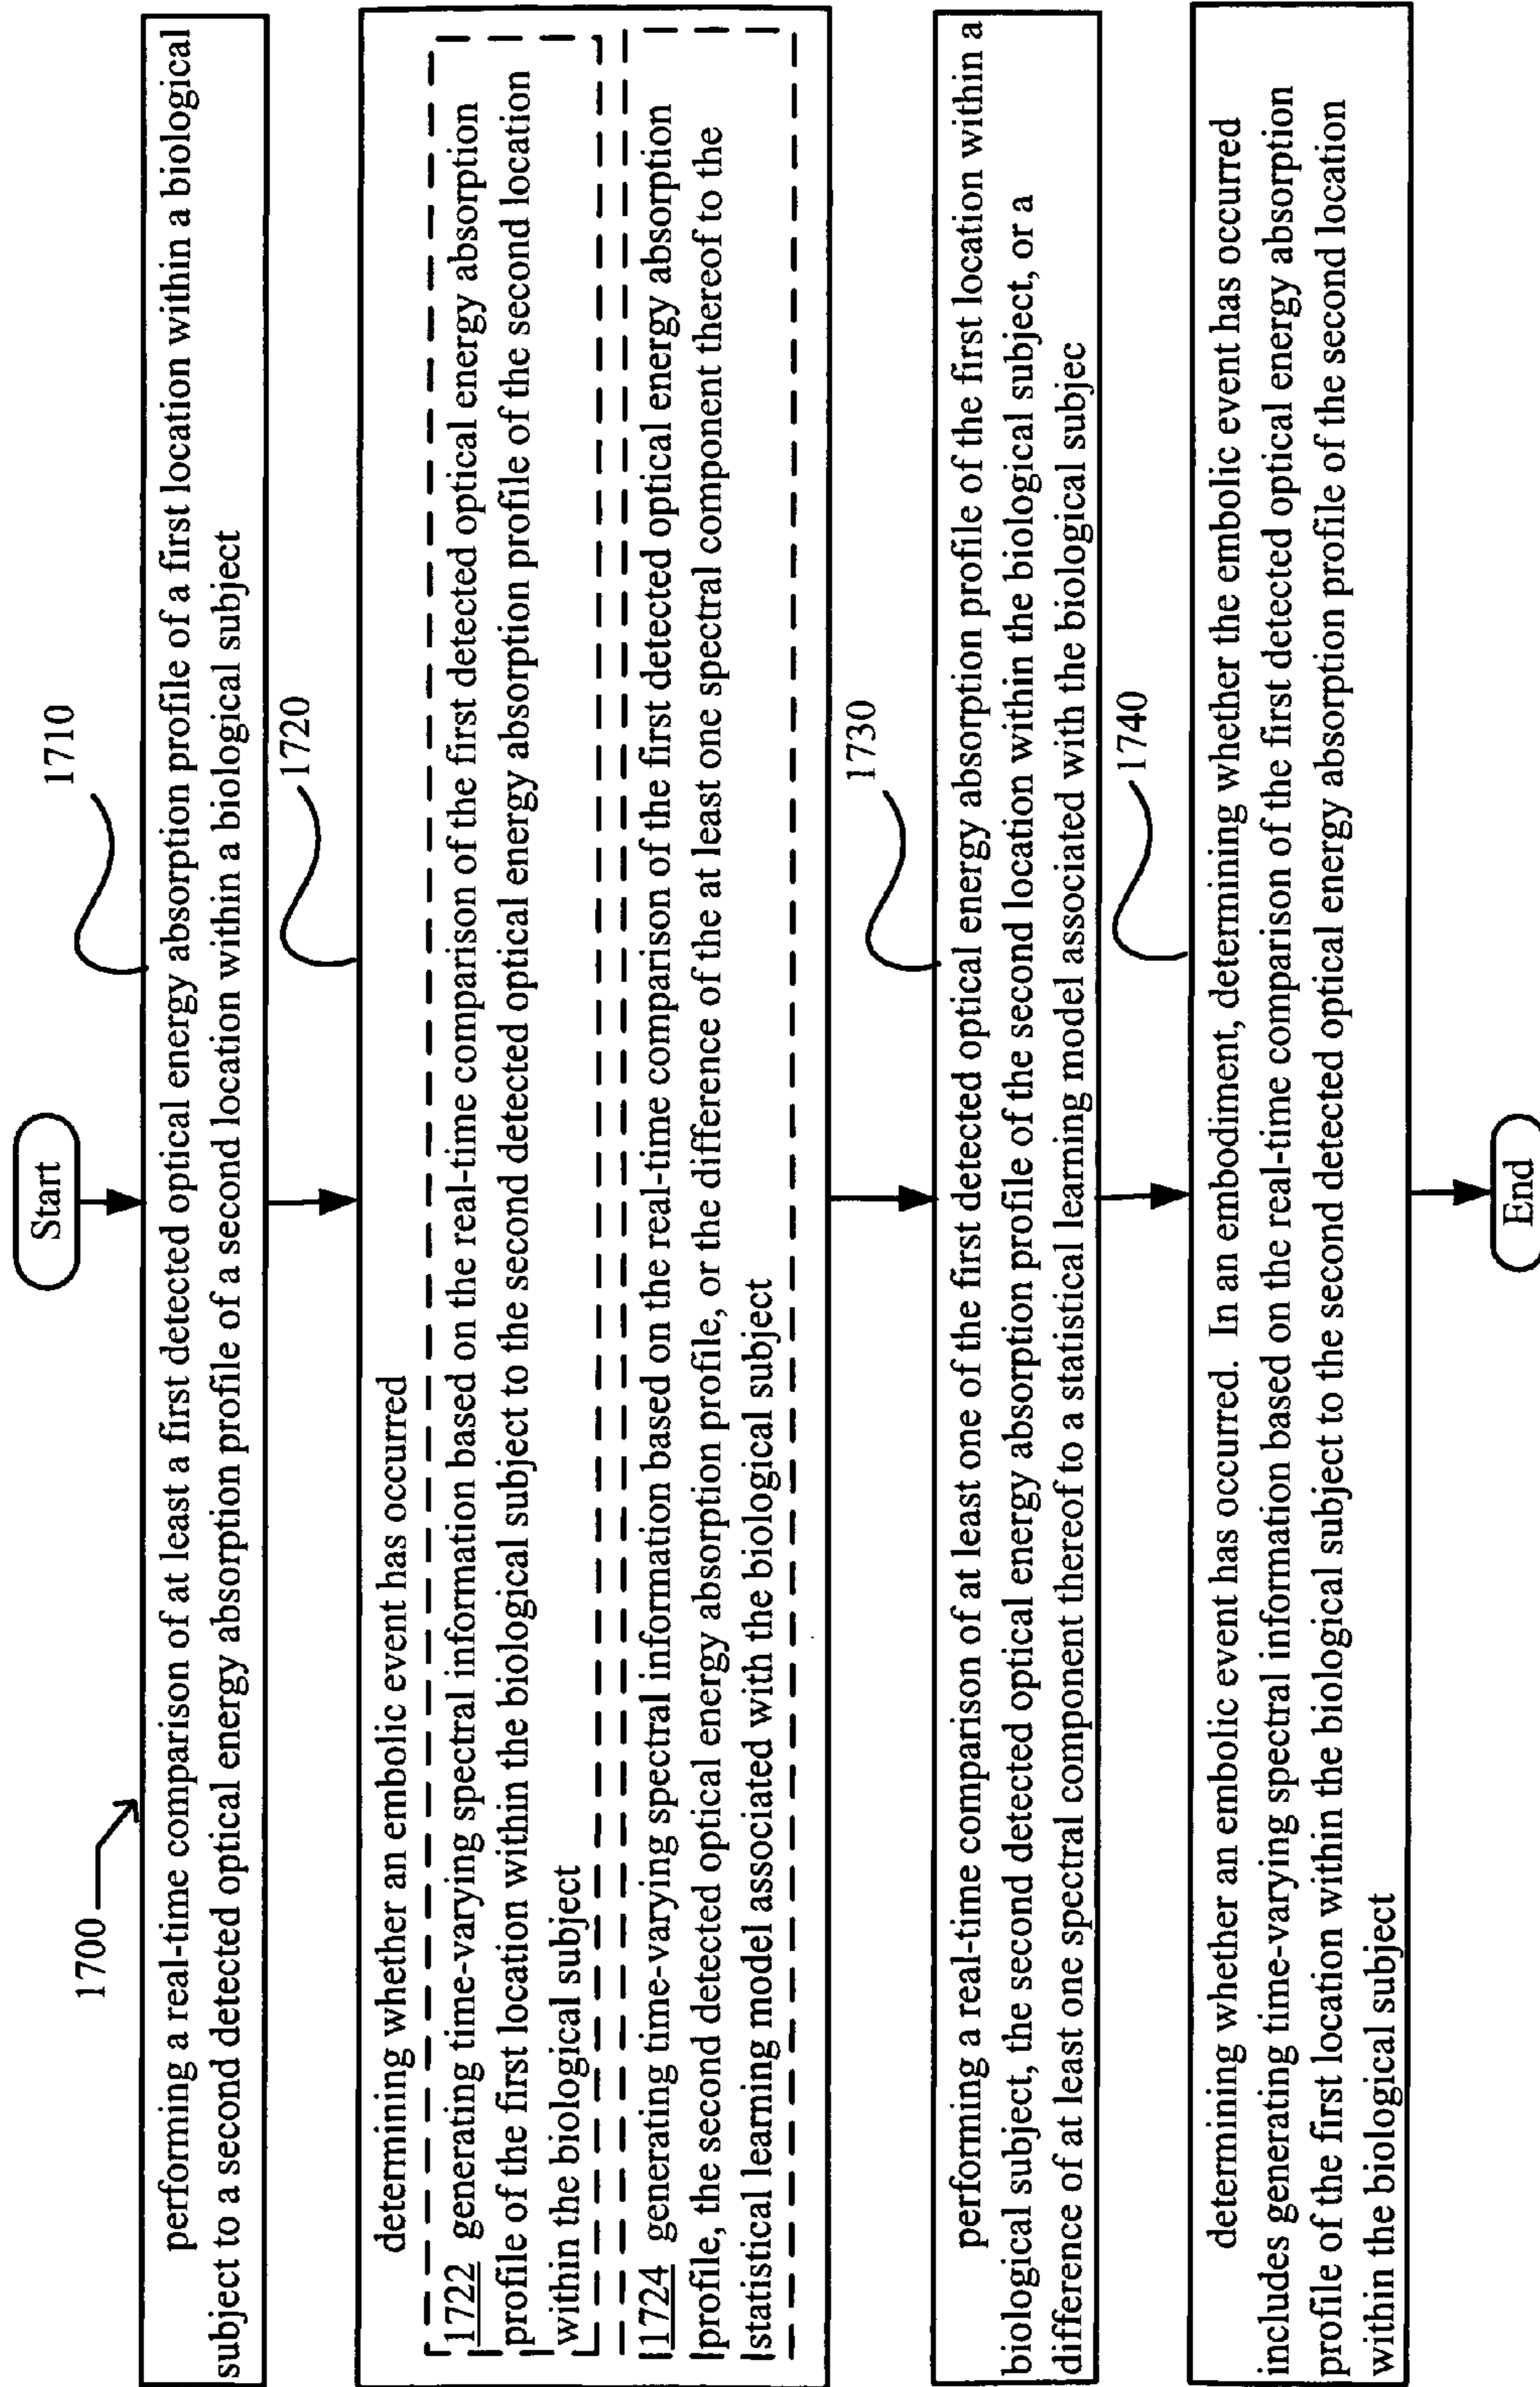 1700
Start
1710
performing a real-time comparison of at least a first detected optical energy absorption profile of a first location within a biological
subject to a second detected optical energy absorption profile of a second location within a biological subject
1720
determining whether an embolic event has occurred
1722 generating time-varying spectral information based on the real-time comparison of the first detected optical energy absorption
profile of the first location within the biological subject to the second detected optical energy absorption profile of the second location
within the biological subject
1724 generating time-varying spectral information based on the real-time comparison of the first detected optical energy absorption
profile, the second detected optical energy absorption profile, or the difference of the at least one spectral component thereof to the
statistical learning model associated with the biological subject
1730
performing a real-time comparison of at least one of the first detected optical energy absorption profile of the first location within a
biological subject, the second detected optical energy absorption profile of the second location within the biological subject, or a
difference of at least one spectral component thereof to a statistical learning model associated with the biological subjec
1740
determining whether an embolic event has occurred. In an embodiment, determining whether the embolic event has occurred
includes generating time-varying spectral information based on the real-time comparison of the first detected optical energy absorption
profile of the first location within the biological subject to the second detected optical energy absorption profile of the second location
within the biological subject
End